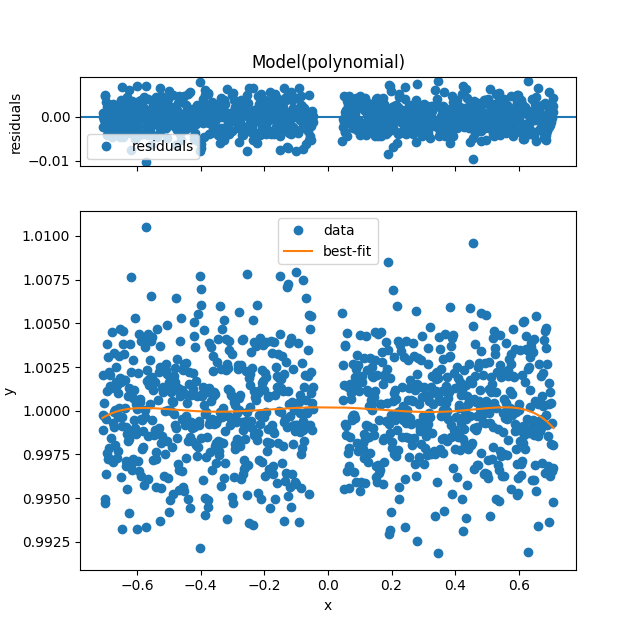 Model(polynomial)
residuals
0.00
−0.01
residuals
y
1.0100
1.0075
1.0050
1.0025
1.0000
0.9975
0.9950
0.9925
data
best-fit
−0.6 −0.4 −0.2 0.0 0.2 0.4 0.6
x